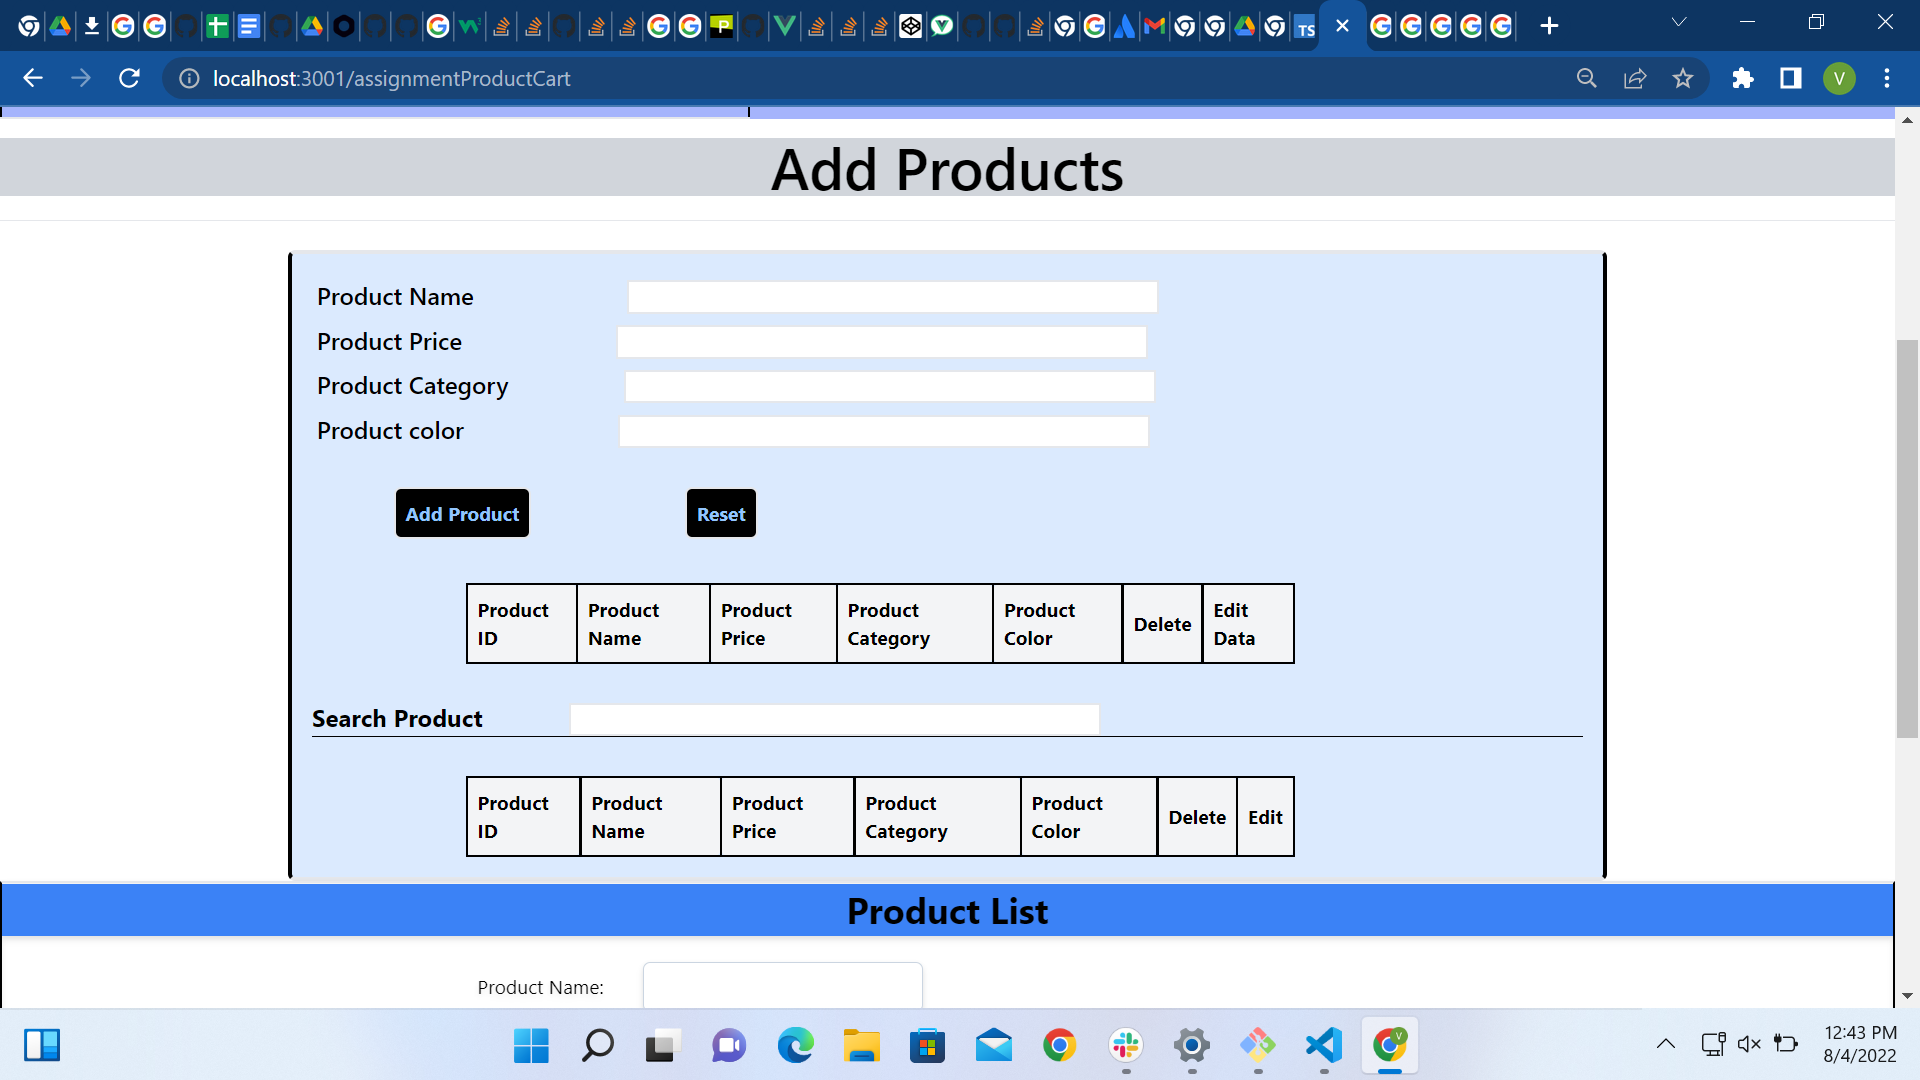 TS
localhost:3001/assignmentProductCart
V
Add Products
Product Name
Product Price
Product Category
Product color
Add Product
Reset
Product ID
Product Name
Product Price
Product Category
Product Color
Delete
Edit Data
Search Product
Product ID
Product Name
Product Price
Product Category
Product Color
Delete
Edit
Product List
Product Name:
12:43 PM
8/4/2022